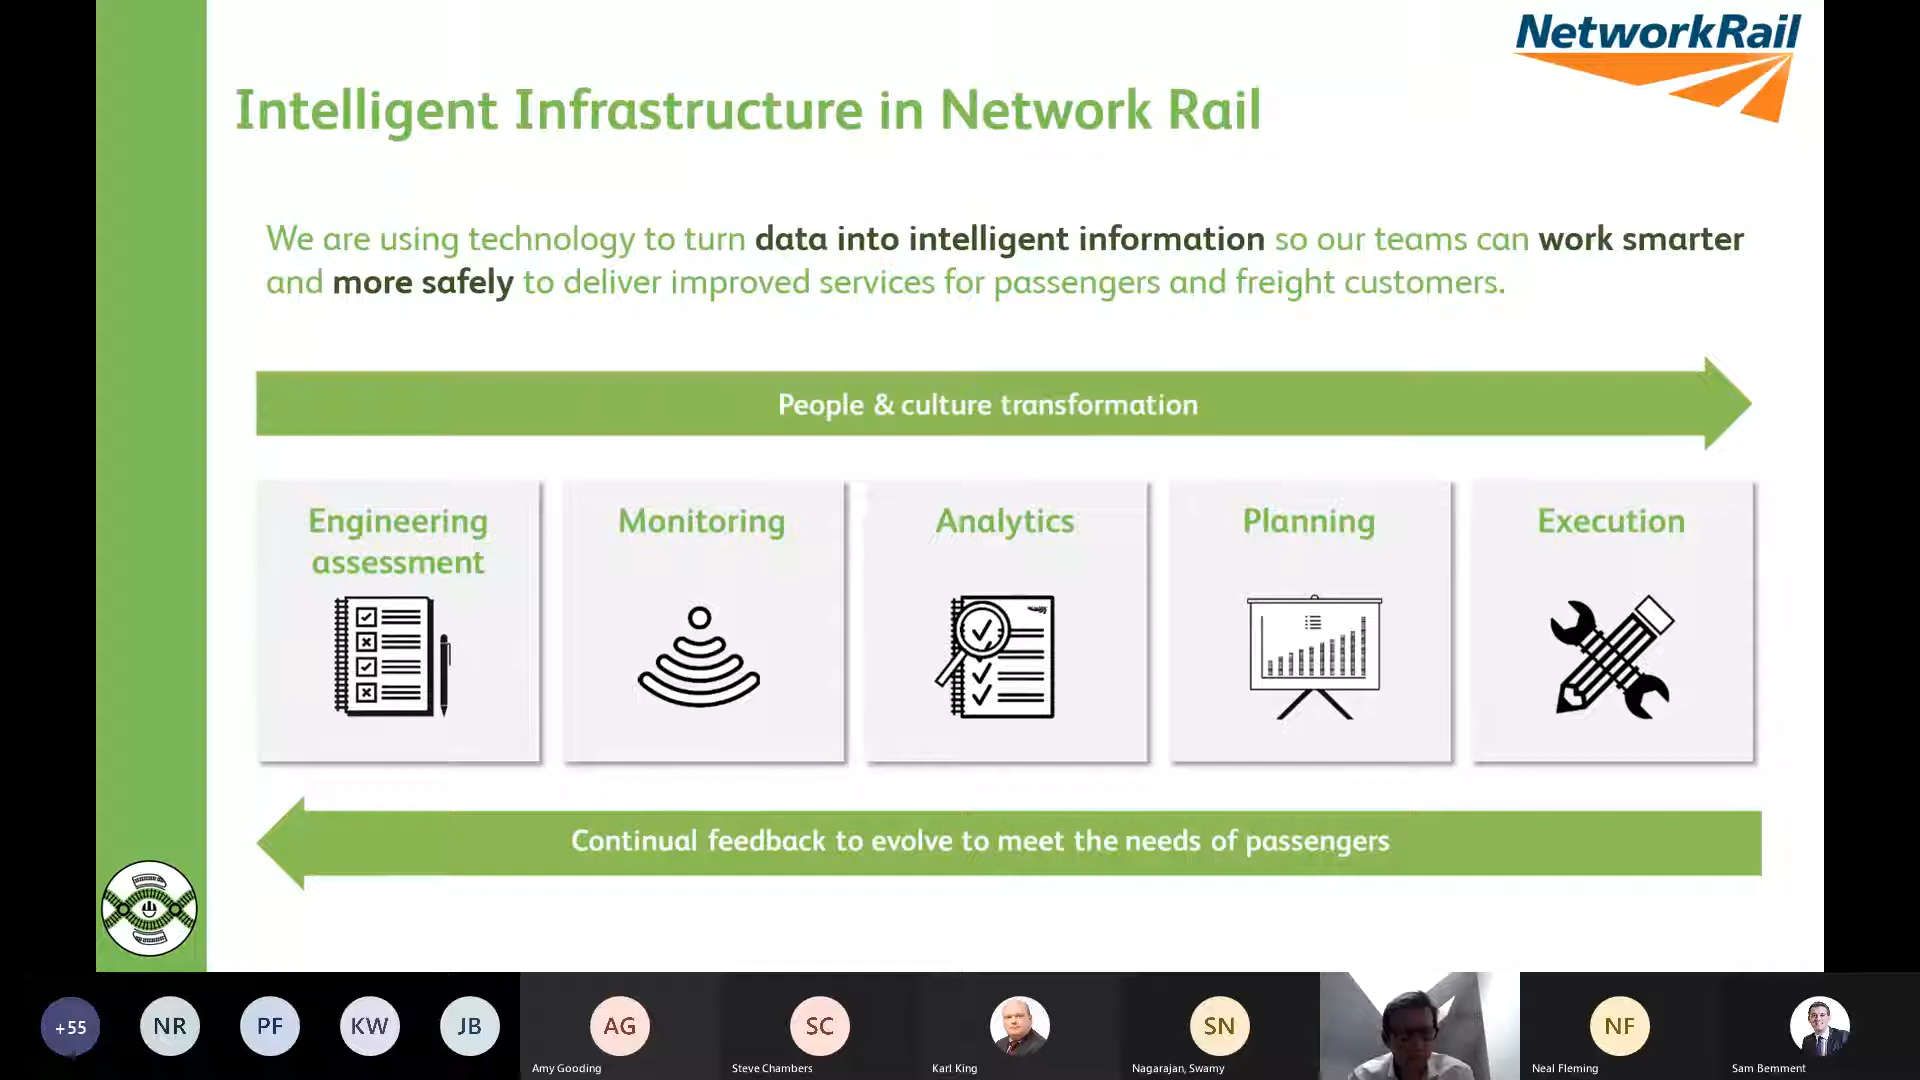 NetworkRail
Intelligent Infrastructure in Network Rail
We are using technology to turn data into intelligent information so our teams can work smarter
and more safely to deliver improved services for passengers and freight customers.
People & culture transformation
Engineering
assessment
Monitoring
Analytics
Planning
Execution
Continual feedback to evolve to meet the needs of passengers
+55
NR
PF
KW
JB
AG
Amy Gooding
SC
Steve Chambers
Karl King
SN
Nagarajan, Swamy
NF
Neal Fleming
Sam Bemment